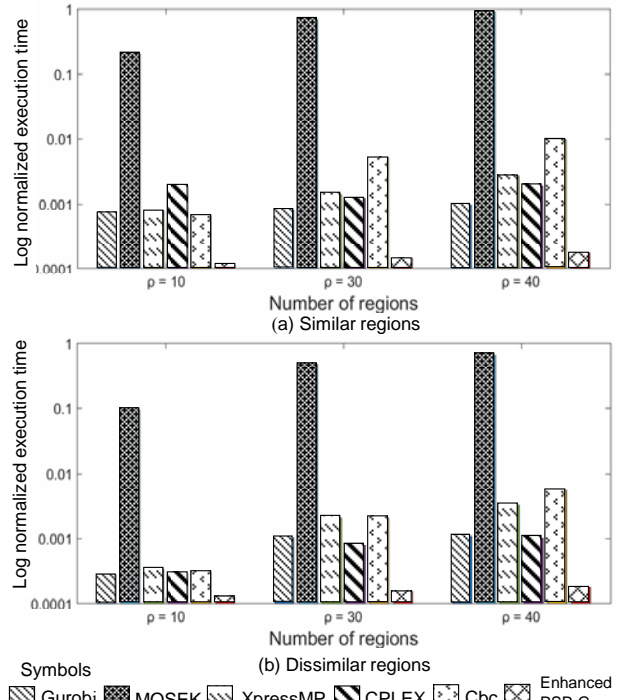 Log normalized execution time
1
0.1
0.01
0.001
0.0001
ρ = 10 ρ = 30 ρ = 40
Number of regions
(a) Similar regions
Log normalized execution time
1
0.1
0.01
0.001
0.0001
ρ = 10 ρ = 30 ρ = 40
Number of regions
(b) Dissimilar regions
Symbols
Gurobi MOSEK XpressMP CPLEX Cbc Enhanced